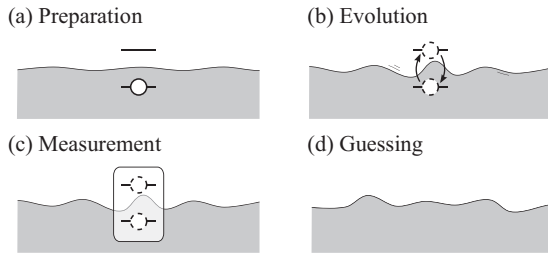 (a) Preparation
(b) Evolution
(c) Measurement
(d) Guessing